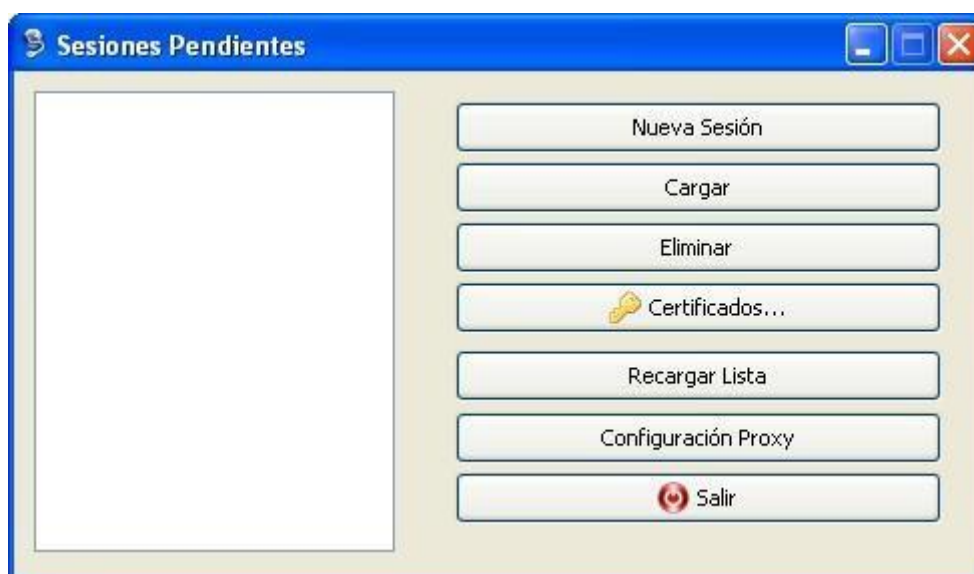 Sesiones Pendientes
Nueva Sesión
Cargar
Eliminar
Certificados...
Recargar Lista
Configuración Proxy
Salir